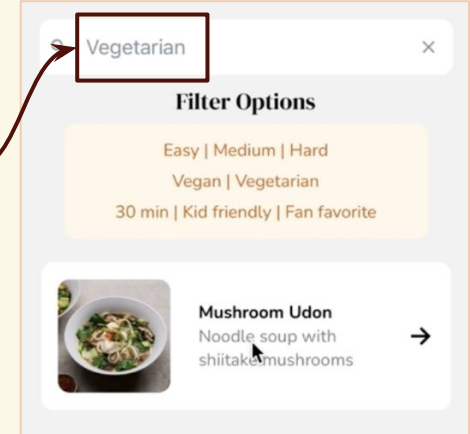 Vegetarian
Filter Options
Easy | Medium | Hard
Vegan | Vegetarian
30 min | Kid friendly | Fan favorite
Mushroom Udon
Noodle soup with
shiitake mushrooms